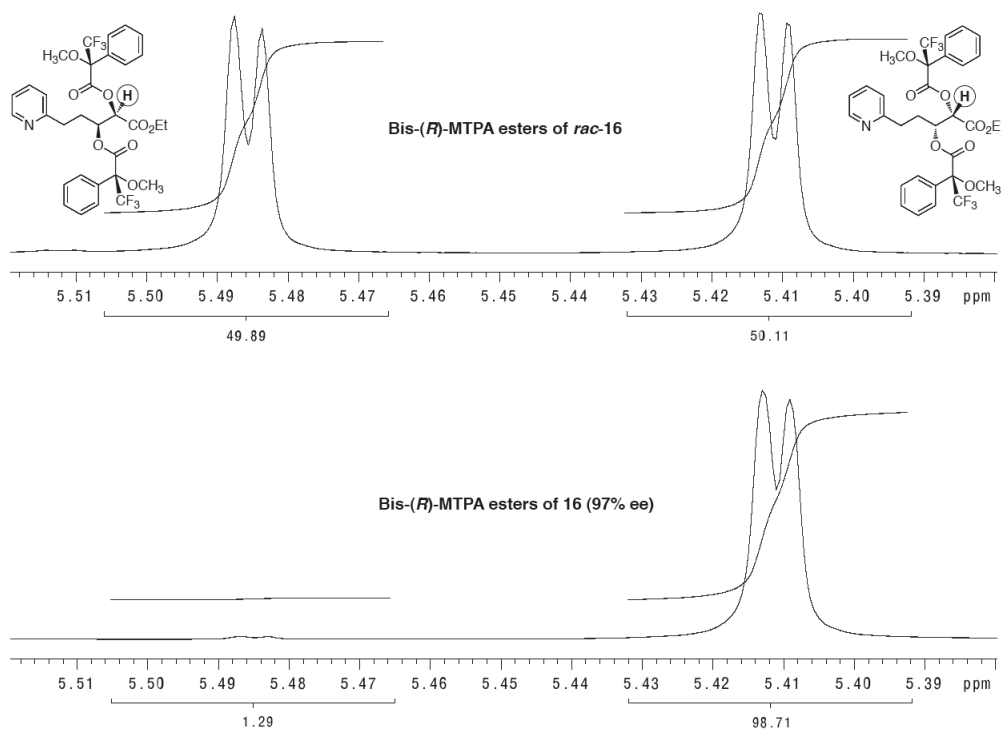 CF3
H3CO
O
O
H
N
CO2Et
O
O
OCH3
CF3
Bis-(R)-MTPA esters of rac-16
CF3
H3CO
O
O
H
N
CO2E
O
O
OCH3
CF3
5.51 5.50 5.49 5.48 5.47 5.46 5.45 5.44 5.43 5.42 5.41 5.40 5.39 ppm
49.89 50.11
Bis-(R)-MTPA esters of 16 (97% ee)
5.51 5.50 5.49 5.48 5.47 5.46 5.45 5.44 5.43 5.42 5.41 5.40 5.39 ppm
1.29 98.71